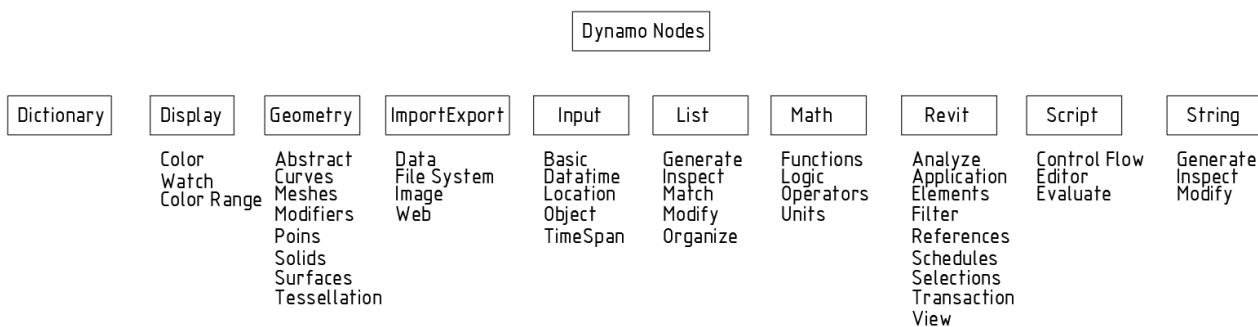 Dynamo Nodes
Dictionary
Display
Color
Watch
Color Range
Geometry
Abstract
Curves
Meshes
Modifiers
Poins
Solids
Surfaces
Tessellation
ImportExport
Data
File System
Image
Web
Input
Basic
Datatime
Location
Object
TimeSpan
List
Generate
Inspect
Match
Modify
Organize
Math
Functions
Logic
Operators
Units
Revit
Analyze
Application
Elements
Filter
References
Schedules
Selections
Transaction
View
Script
Control Flow
Editor
Evaluate
String
Generate
Inspect
Modify